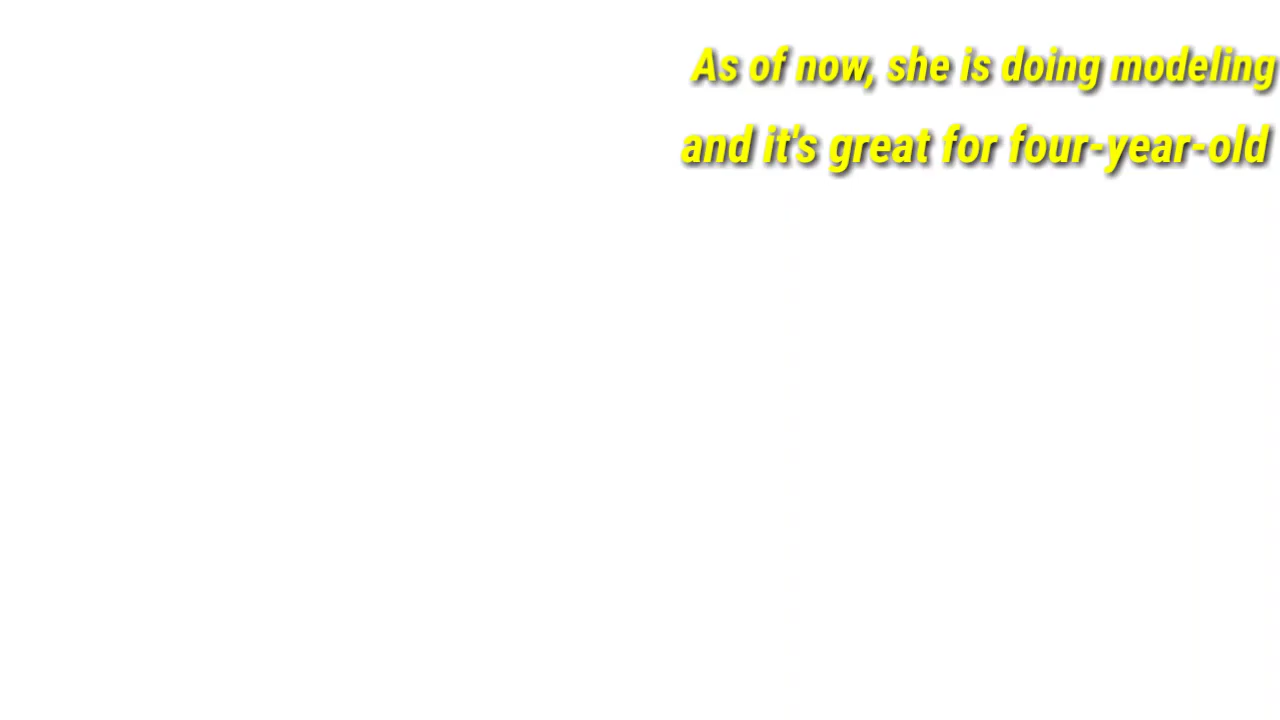 As of now, she is doing modeling
and it's great for four-year-old